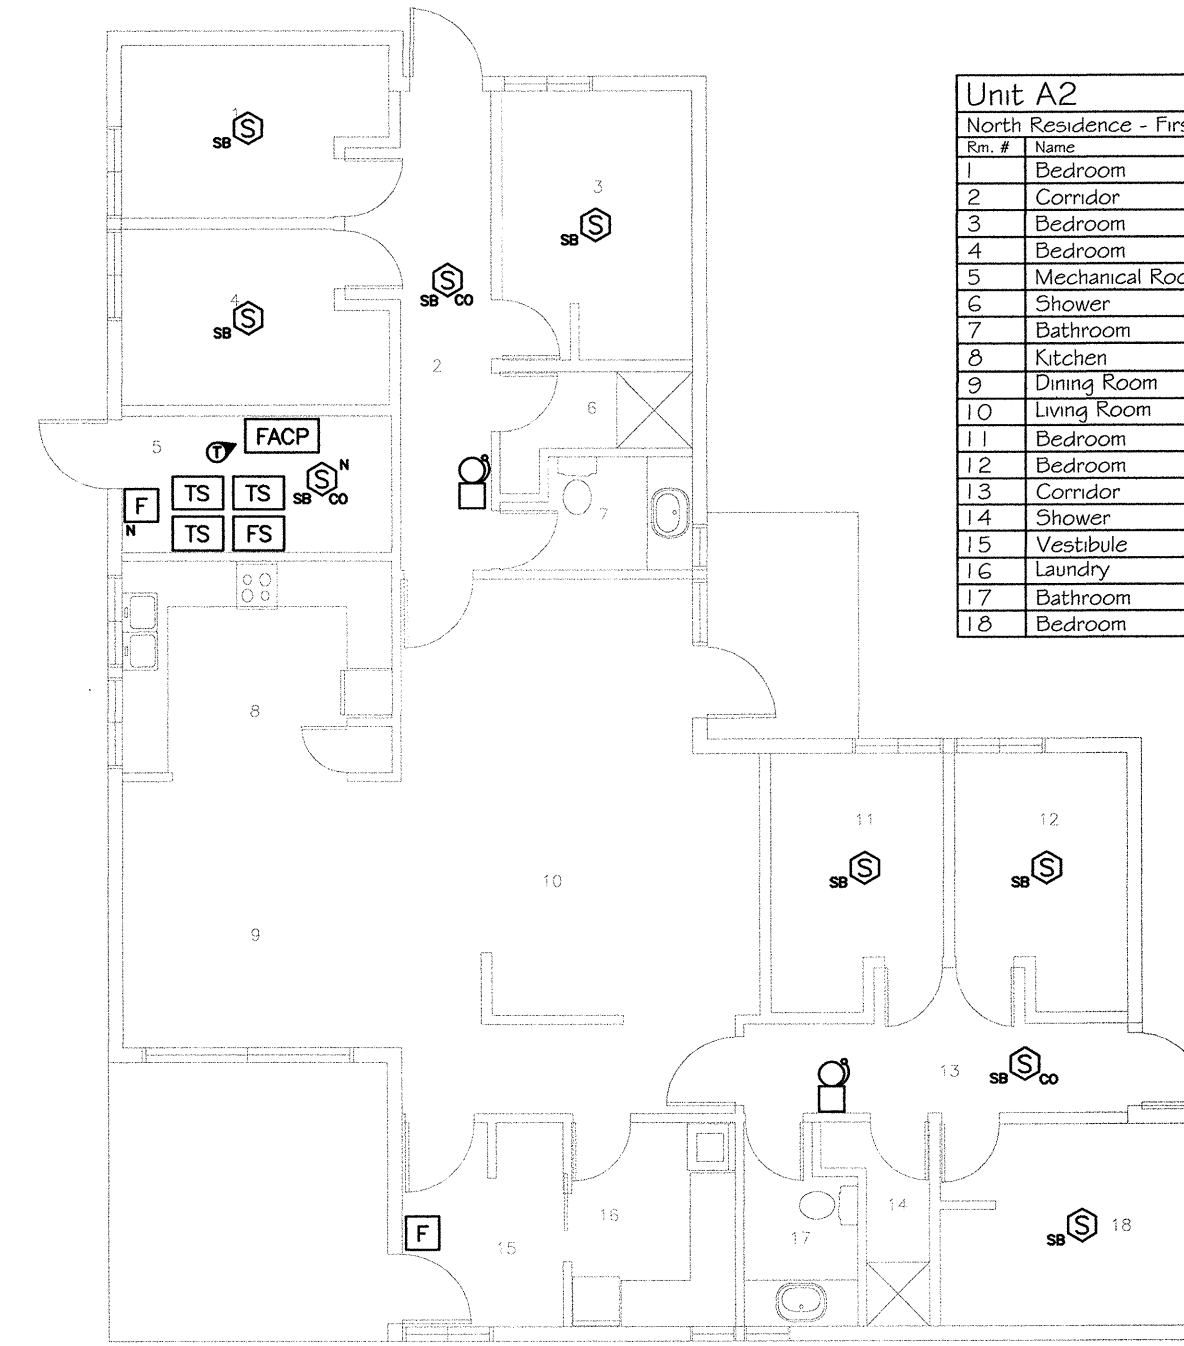 Unit A2
North Residence - Firs
Rm. # Name
1 Bedroom
2 Corridor
3 Bedroom
4 Bedroom
5 Mechanical Roo
6 Shower
7 Bathroom
8 Kitchen
9 Dining Room
10 Living Room
11 Bedroom
12 Bedroom
13 Corridor
14 Shower
15 Vestibule
16 Laundry
17 Bathroom
18 Bedroom
1
S
SB
3
S
SB
S
SB CO
4
S
SB
2
6
5
T
FACP
S N
SB CO
TS TS
F
N
TS FS
7
8
11
12
S
SB
S
SB
10
9
13
S
SB CO
14
16
17
15
F
S
SB
18